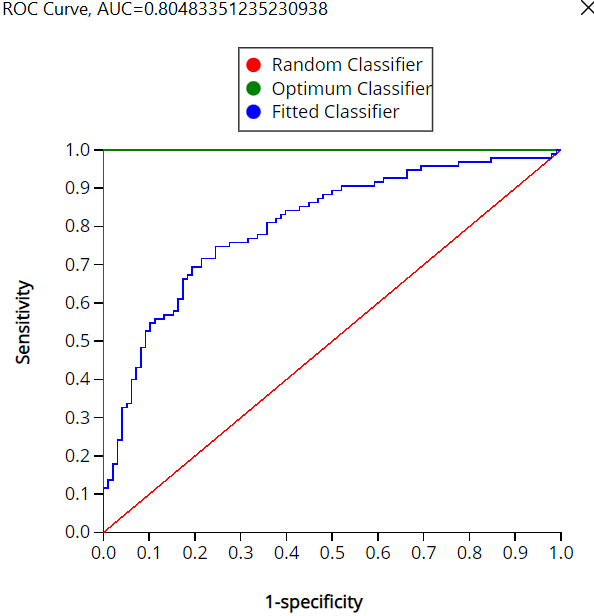 ROC Curve, AUC=0.80483351235230938
Random Classifier
Optimum Classifier
Fitted Classifier
1.0
0.9
0.8
0.7
0.6
0.5
0.4
0.3
0.2
0.1
0.0
Sensitivity
0.0 0.1 0.2 0.3 0.4 0.5 0.6 0.7 0.8 0.9 1.0
1-specificity